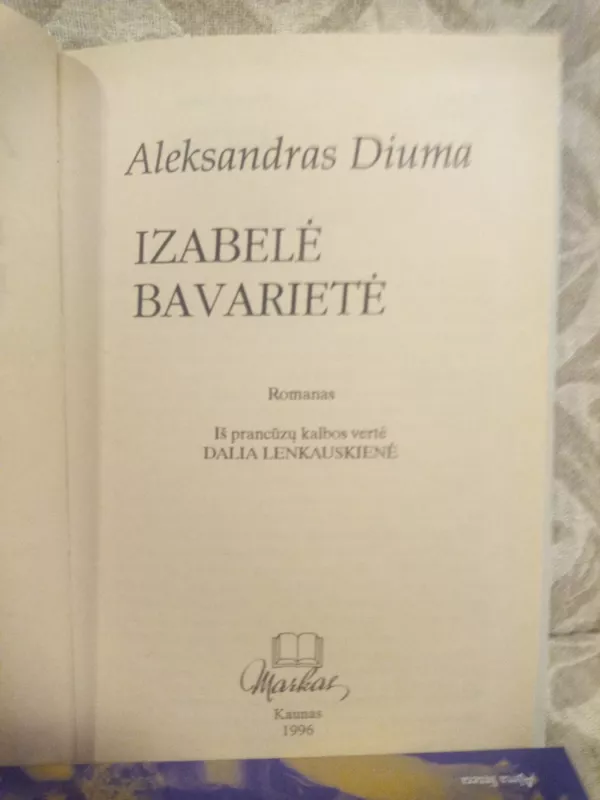 Aleksandras Diuma
IZABELĖ
BAVARIETĖ
Romanas
Iš prancūzų kalbos vertė
DALIA LENKAUSKIENĖ
Markas
Kaunas
1996